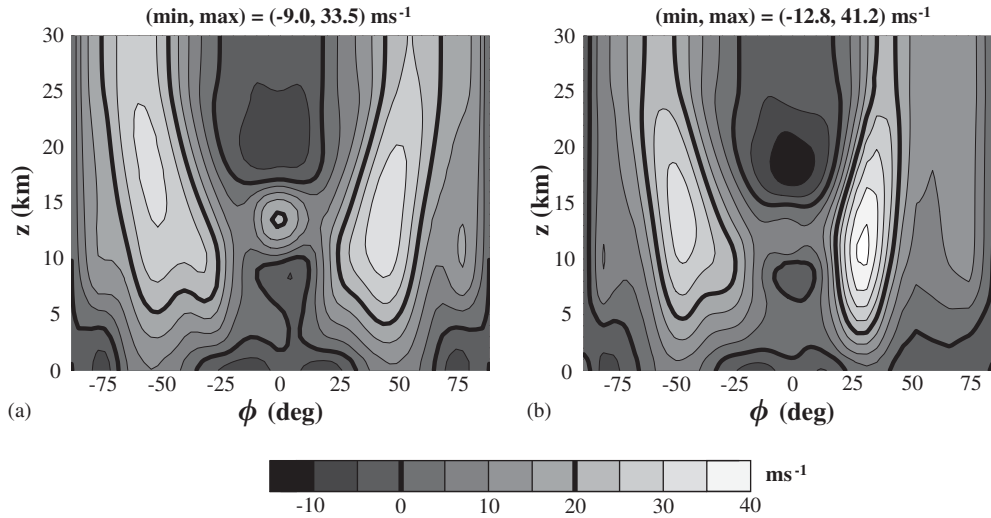 (min, max) = (-9.0, 33.5) ms⁻¹
(min, max) = (-12.8, 41.2) ms⁻¹
30
25
20
15
10
5
0
z (km)
-75 -50 -25 0 25 50 75
(a)
ϕ (deg)
30
25
20
15
10
5
0
z (km)
-75 -50 -25 0 25 50 75
(b)
ϕ (deg)
ms⁻¹
-10 0 10 20 30 40